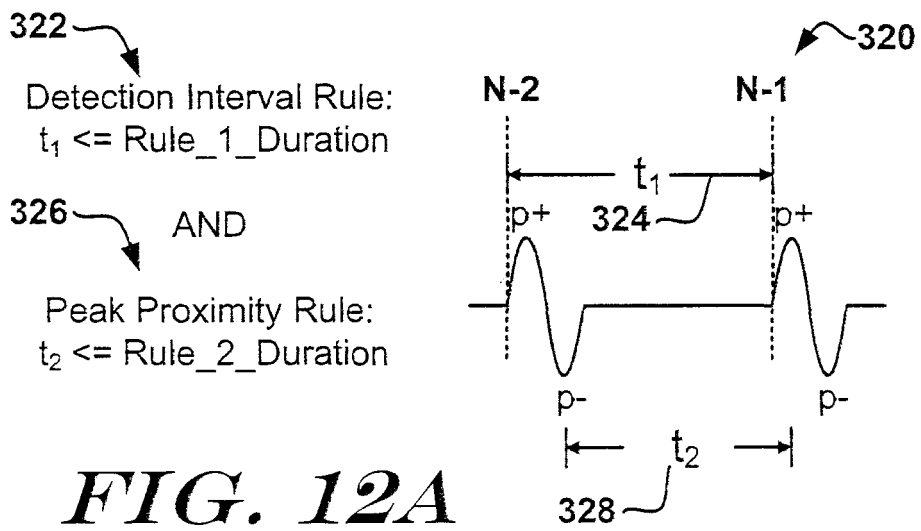 322
Detection Interval Rule:
t₁ <= Rule_1_Duration
326
AND
Peak Proximity Rule:
t₂ <= Rule_2_Duration
320
N-2
N-1
t₁
324
p+
p+
p-
p-
t₂
328
FIG. 12A